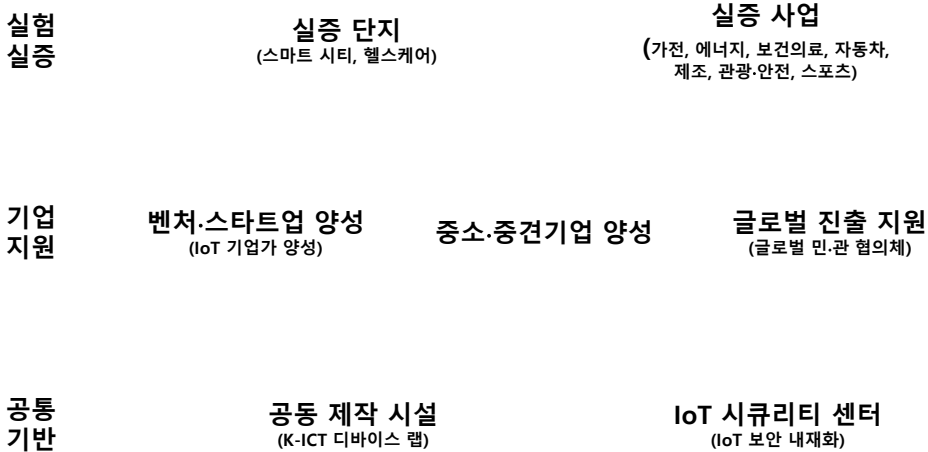 실험
실증
실증 단지
(스마트 시티, 헬스케어)
실증 사업
(가전, 에너지, 보건의료, 자동차,
제조, 관광·안전, 스포츠)
기업
지원
벤처·스타트업 양성
(IoT 기업가 양성)
중소·중견기업 양성
글로벌 진출 지원
(글로벌 민·관 협의체)
공통
기반
공동 제작 시설
(K-ICT 디바이스 랩)
IoT 시큐리티 센터
(IoT 보안 내재화)